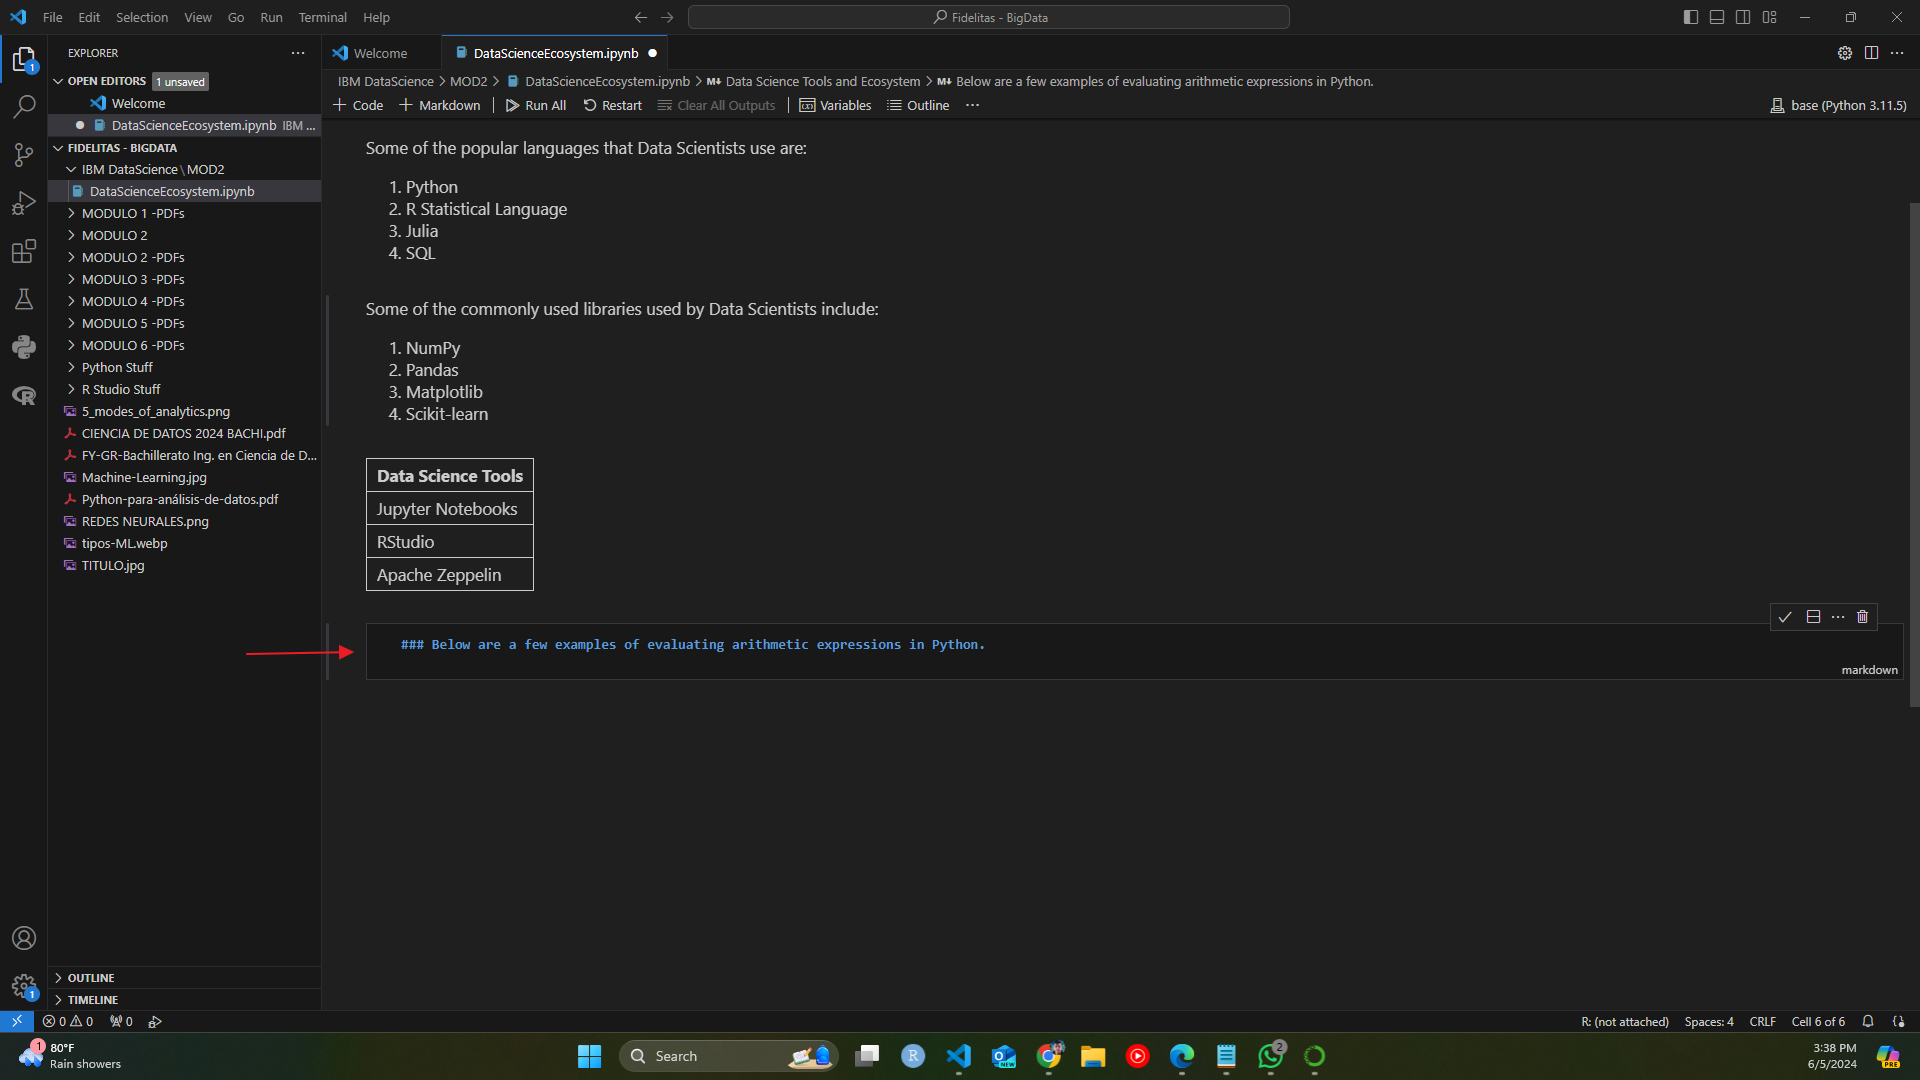 File Edit Selection View Go Run Terminal Help
Fidelitas - BigData
EXPLORER
Welcome
DataScienceEcosystem.ipynb
OPEN EDITORS 1 unsaved
Welcome
DataScienceEcosystem.ipynb IBM ...
FIDELITAS - BIGDATA
IBM DataScience \ MOD2
DataScienceEcosystem.ipynb
MODULO 1 -PDFs
MODULO 2
MODULO 2 -PDFs
MODULO 3 -PDFs
MODULO 4 -PDFs
MODULO 5 -PDFs
MODULO 6 -PDFs
Python Stuff
R Studio Stuff
5_modes_of_analytics.png
CIENCIA DE DATOS 2024 BACHI.pdf
FY-GR-Bachillerato Ing. en Ciencia de D...
Machine-Learning.jpg
Python-para-análisis-de-datos.pdf
REDES NEURALES.png
tipos-ML.webp
TITULO.jpg
OUTLINE
TIMELINE
IBM DataScience > MOD2 > DataScienceEcosystem.ipynb > M↓ Data Science Tools and Ecosystem > M↓ Below are a few examples of evaluating arithmetic expressions in Python.
+ Code + Markdown Run All Restart Clear All Outputs Variables Outline ...
base (Python 3.11.5)
Some of the popular languages that Data Scientists use are:
1. Python
2. R Statistical Language
3. Julia
4. SQL
Some of the commonly used libraries used by Data Scientists include:
1. NumPy
2. Pandas
3. Matplotlib
4. Scikit-learn
Data Science Tools
Jupyter Notebooks
RStudio
Apache Zeppelin
### Below are a few examples of evaluating arithmetic expressions in Python.
markdown
0 0 0
R: (not attached) Spaces: 4 CRLF Cell 6 of 6
1
80°F
Rain showers
Search
R
NEW
2
3:38 PM
6/5/2024
PRE
1
1